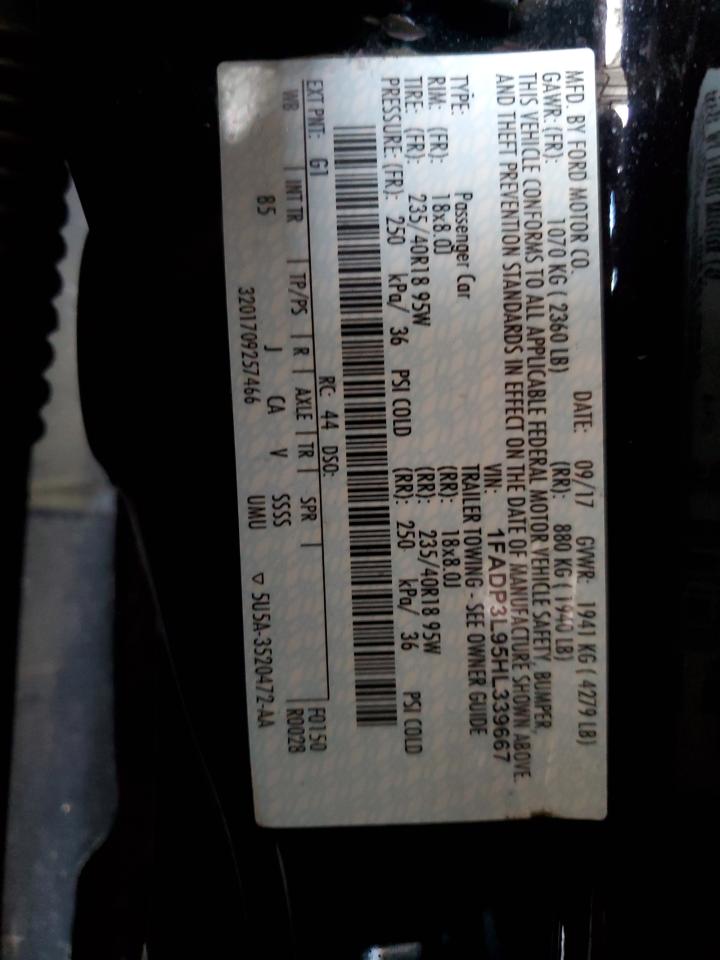 MFD. BY FORD MOTOR CO. DATE: 09/17 GVWR: 1941 KG ( 4279 LB)
GAWR: (FR): 1070 KG ( 2360 LB) (RR): 880 KG ( 1940 LB)
THIS VEHICLE CONFORMS TO ALL APPLICABLE FEDERAL MOTOR VEHICLE SAFETY, BUMPER,
AND THEFT PREVENTION STANDARDS IN EFFECT ON THE DATE OF MANUFACTURE SHOWN ABOVE.
VIN: 1FADP3L95HL339667
TYPE: Passenger Car TRAILER TOWING - SEE OWNER GUIDE
RIM: (FR): 18x8.0J (RR): 18x8.0J
TIRE: (FR): 235/40R18 95W (RR): 235/40R18 95W
PRESSURE: (FR): 250 kPa/ 36 PSI COLD (RR): 250 kPa/ 36 PSI COLD
RC: 44 DSO: F0150
EXT PNT: G1 R0028
WB | INT TR | TP/PS | R | AXLE | TR | SPR |
B5 J CA V SSSS
3201709257466 UMU ▽ 5U5A-3520472-AA